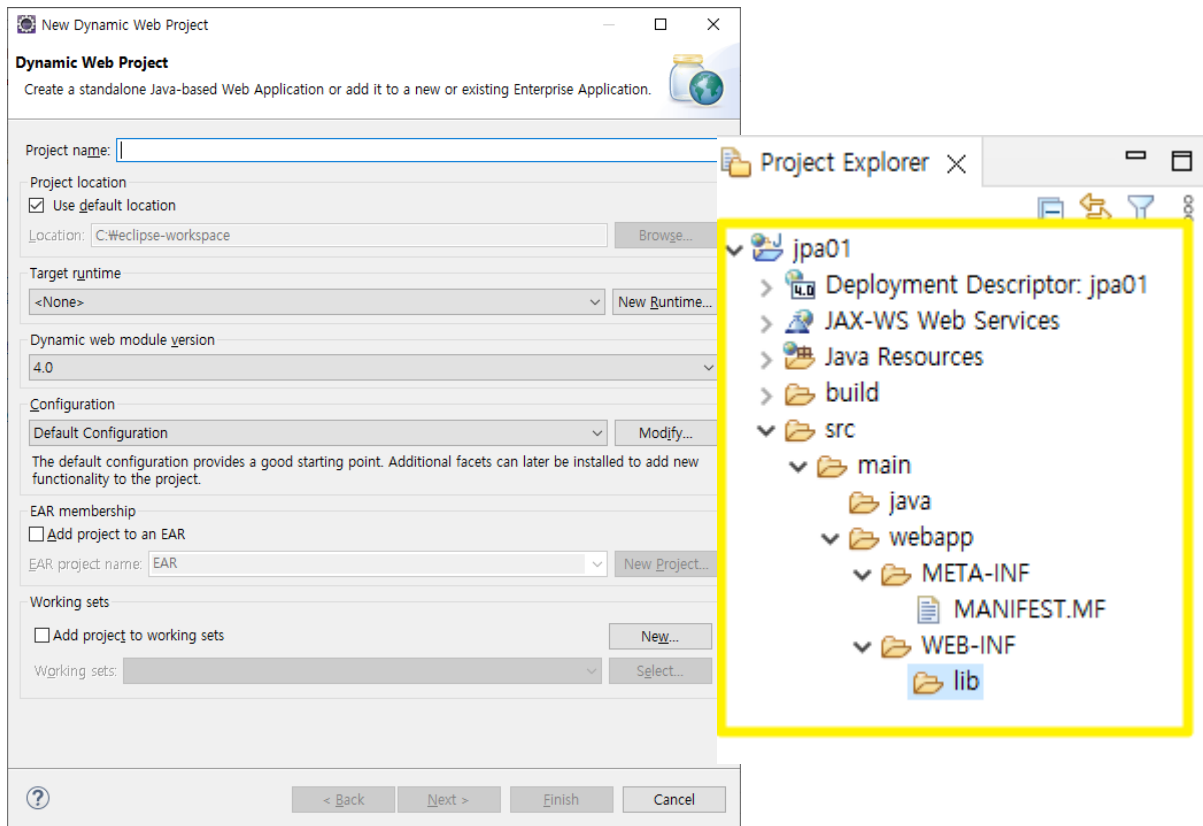 New Dynamic Web Project
Dynamic Web Project
Create a standalone Java-based Web Application or add it to a new or existing Enterprise Application.
Project name:
Project location
Use default location
Location: C:₩eclipse-workspace Browse...
Target runtime
<None> New Runtime...
Dynamic web module version
4.0
Configuration
Default Configuration Modify...
The default configuration provides a good starting point. Additional facets can later be installed to add new
functionality to the project.
EAR membership
Add project to an EAR
EAR project name: EAR New Project...
Working sets
Add project to working sets New...
Working sets: Select...
? < Back Next > Finish Cancel
Project Explorer
jpa01
4.0 Deployment Descriptor: jpa01
JAX-WS Web Services
Java Resources
build
src
main
java
webapp
META-INF
MANIFEST.MF
WEB-INF
lib